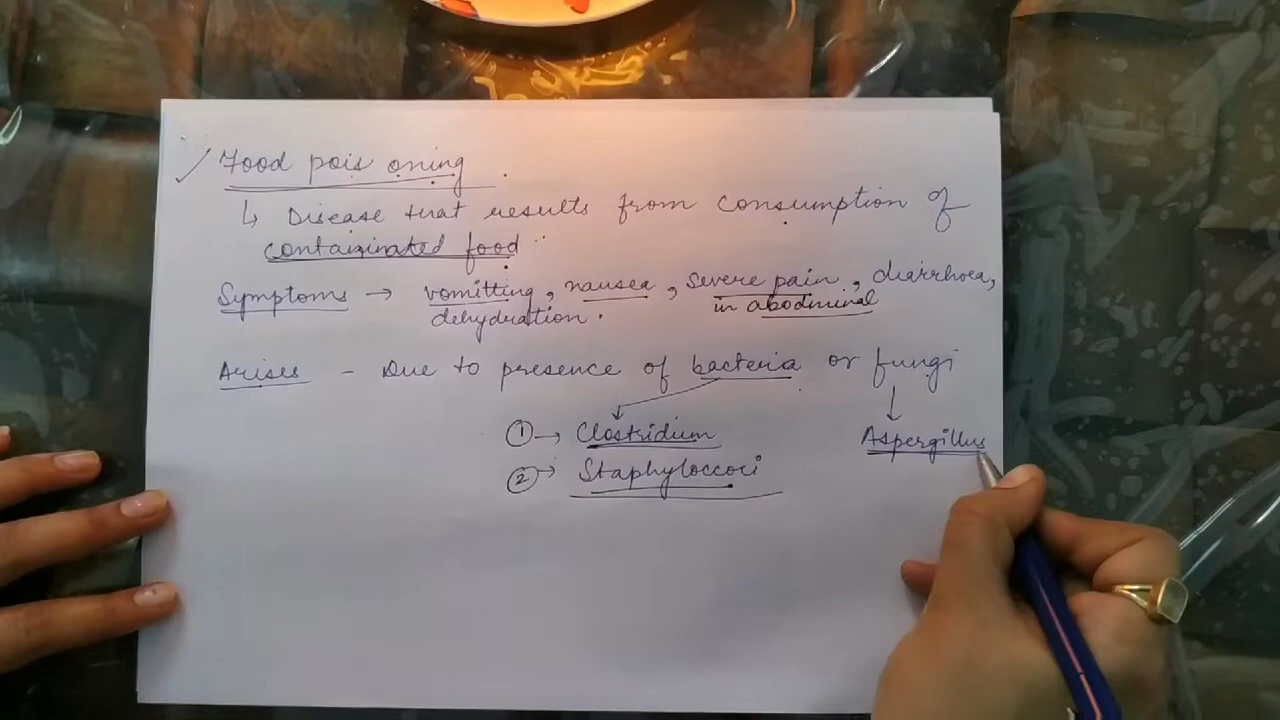 Food poisoning
↳ Disease that results from consumption of
contaminated food
Symptoms → vomitting, nausea, severe pain, diarrhoea,
in abodminal
dehydration.
Arises - Due to presence of bacteria or fungi
① → Clostridium
Aspergillus
② → Staphyloccoci